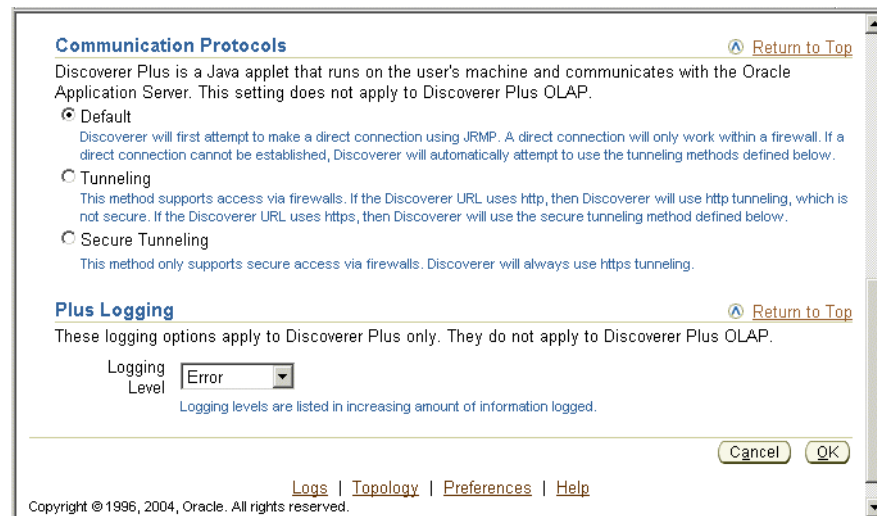 Communication Protocols
Return to Top
Discoverer Plus is a Java applet that runs on the user's machine and communicates with the Oracle
Application Server. This setting does not apply to Discoverer Plus OLAP.
Default
Discoverer will first attempt to make a direct connection using JRMP. A direct connection will only work within a firewall. If a
direct connection cannot be established, Discoverer will automatically attempt to use the tunneling methods defined below.
Tunneling
This method supports access via firewalls. If the Discoverer URL uses http, then Discoverer will use http tunneling, which is
not secure. If the Discoverer URL uses https, then Discoverer will use the secure tunneling method defined below.
Secure Tunneling
This method only supports secure access via firewalls. Discoverer will always use https tunneling.
Plus Logging
Return to Top
These logging options apply to Discoverer Plus only. They do not apply to Discoverer Plus OLAP.
Logging
Level
Error
Logging levels are listed in increasing amount of information logged.
Cancel
OK
Logs | Topology | Preferences | Help
Copyright © 1996, 2004, Oracle. All rights reserved.